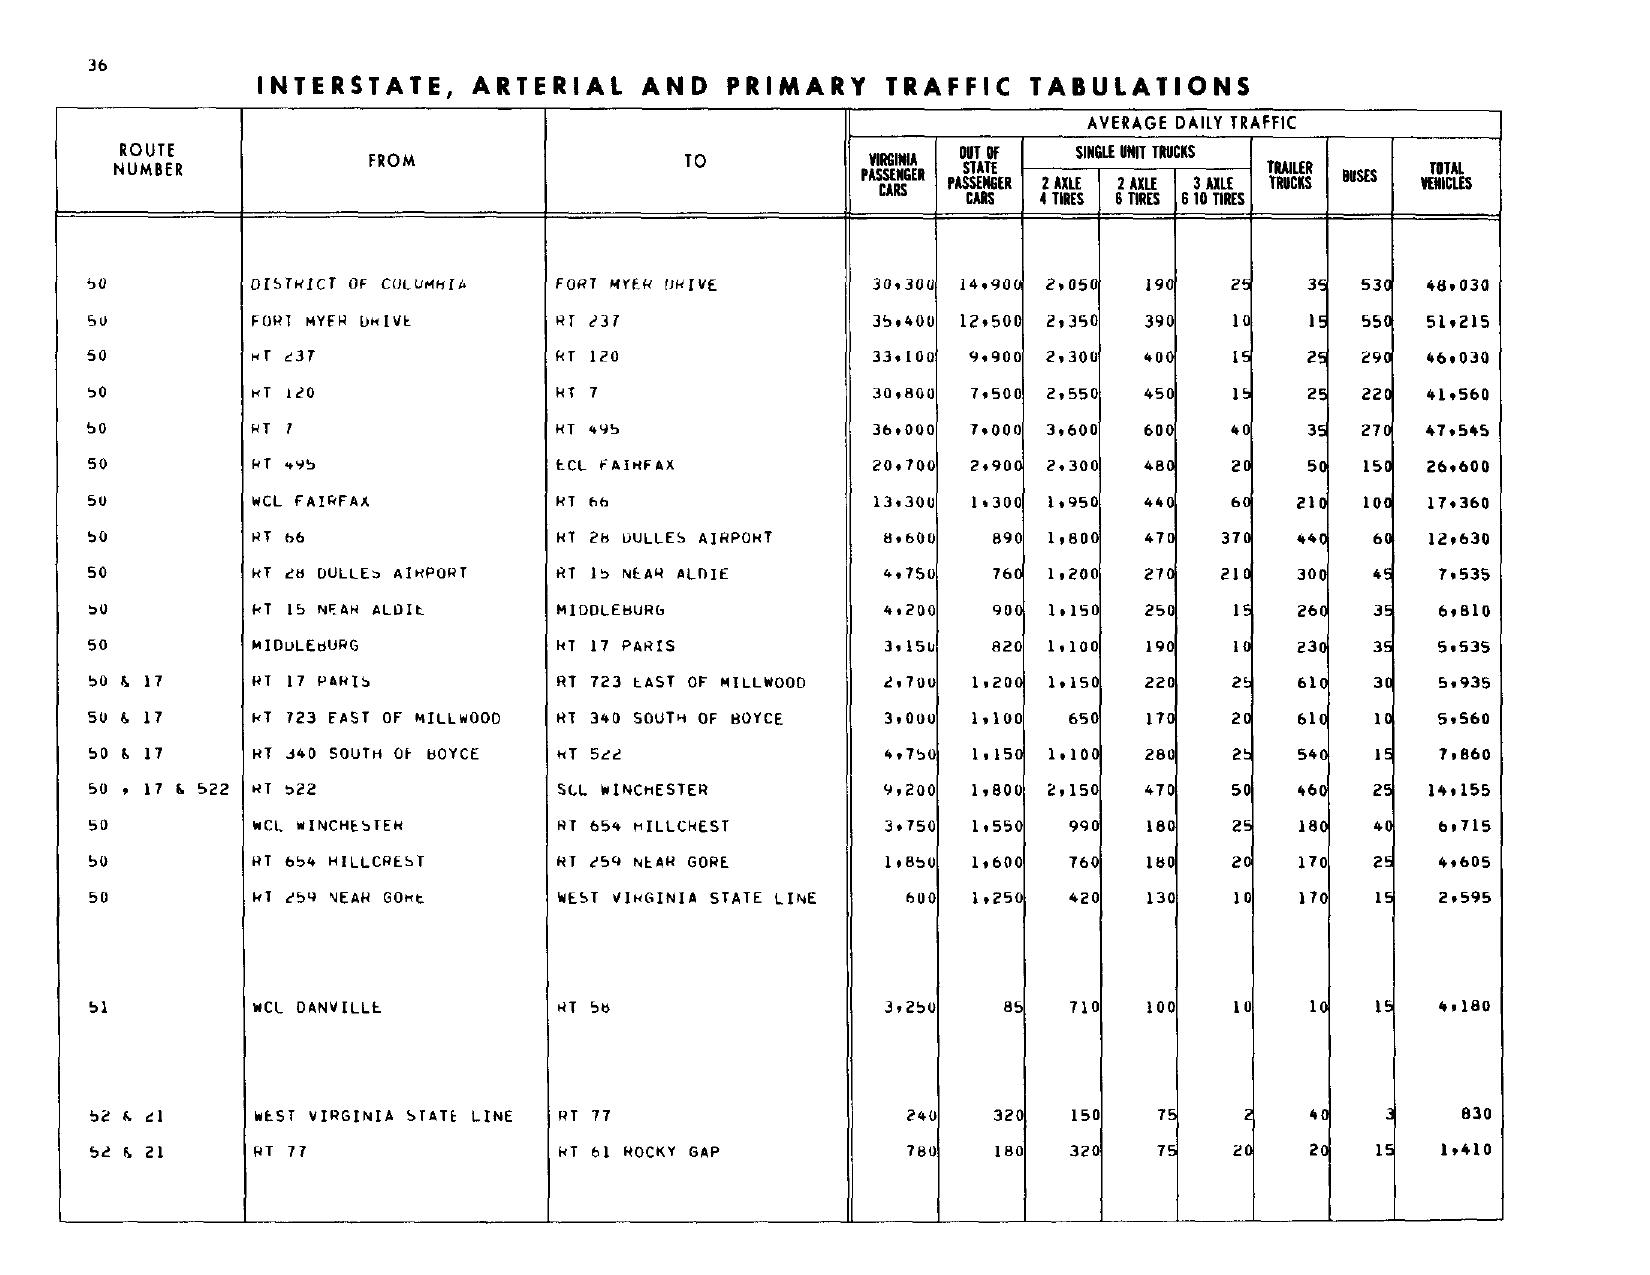 36
INTERSTATE, ARTERIAL AND PRIMARY TRAFFIC TABULATIONS
AVERAGE DAILY TRAFFIC
ROUTE NUMBER FROM TO VIRGINIA PASSENGER CARS OUT OF STATE PASSENGER CARS SINGLE UNIT TRUCKS 2 AXLE 4 TIRES 2 AXLE 6 TIRES 3 AXLE 6 10 TIRES TRAILER TRUCKS BUSES TOTAL VEHICLES
50 DISTRICT OF COLUMBIA FORT MYER DRIVE 30,300 14,900 2,050 190 25 35 530 48,030
50 FORT MYER DRIVE RT 237 35,400 12,500 2,350 390 10 15 550 51,215
50 RT 237 RT 120 33,100 9,900 2,300 400 15 25 290 46,030
50 RT 120 RT 7 30,800 7,500 2,550 450 15 25 220 41,560
50 RT 7 RT 495 36,000 7,000 3,600 600 40 35 270 47,545
50 RT 495 ECL FAIRFAX 20,700 2,900 2,300 480 20 50 150 26,600
50 WCL FAIRFAX RT 66 13,300 1,300 1,950 440 60 210 100 17,360
50 RT 66 RT 28 DULLES AIRPORT 8,600 890 1,800 470 370 440 60 12,630
50 RT 28 DULLES AIRPORT RT 15 NEAR ALDIE 4,750 760 1,200 270 210 300 45 7,535
50 RT 15 NEAR ALDIE MIDDLEBURG 4,200 900 1,150 250 15 260 35 6,810
50 MIDDLEBURG RT 17 PARIS 3,150 820 1,100 190 10 230 35 5,535
50 & 17 RT 17 PARIS RT 723 EAST OF MILLWOOD 2,700 1,200 1,150 220 25 610 30 5,935
50 & 17 RT 723 EAST OF MILLWOOD RT 340 SOUTH OF BOYCE 3,000 1,100 650 170 20 610 10 5,560
50 & 17 RT 340 SOUTH OF BOYCE RT 522 4,750 1,150 1,100 280 25 540 15 7,860
50 , 17 & 522 RT 522 SCL WINCHESTER 9,200 1,800 2,150 470 50 460 25 14,155
50 WCL WINCHESTER RT 654 HILLCREST 3,750 1,550 990 180 25 180 40 6,715
50 RT 654 HILLCREST RT 259 NEAR GORE 1,850 1,600 760 180 20 170 25 4,605
50 RT 259 NEAR GORE WEST VIRGINIA STATE LINE 600 1,250 420 130 10 170 15 2,595
51 WCL DANVILLE RT 58 3,250 85 710 100 10 10 15 4,180
52 & 21 WEST VIRGINIA STATE LINE RT 77 240 320 150 75 2 40 3 830
52 & 21 RT 77 RT 61 ROCKY GAP 780 180 320 75 20 20 15 1,410